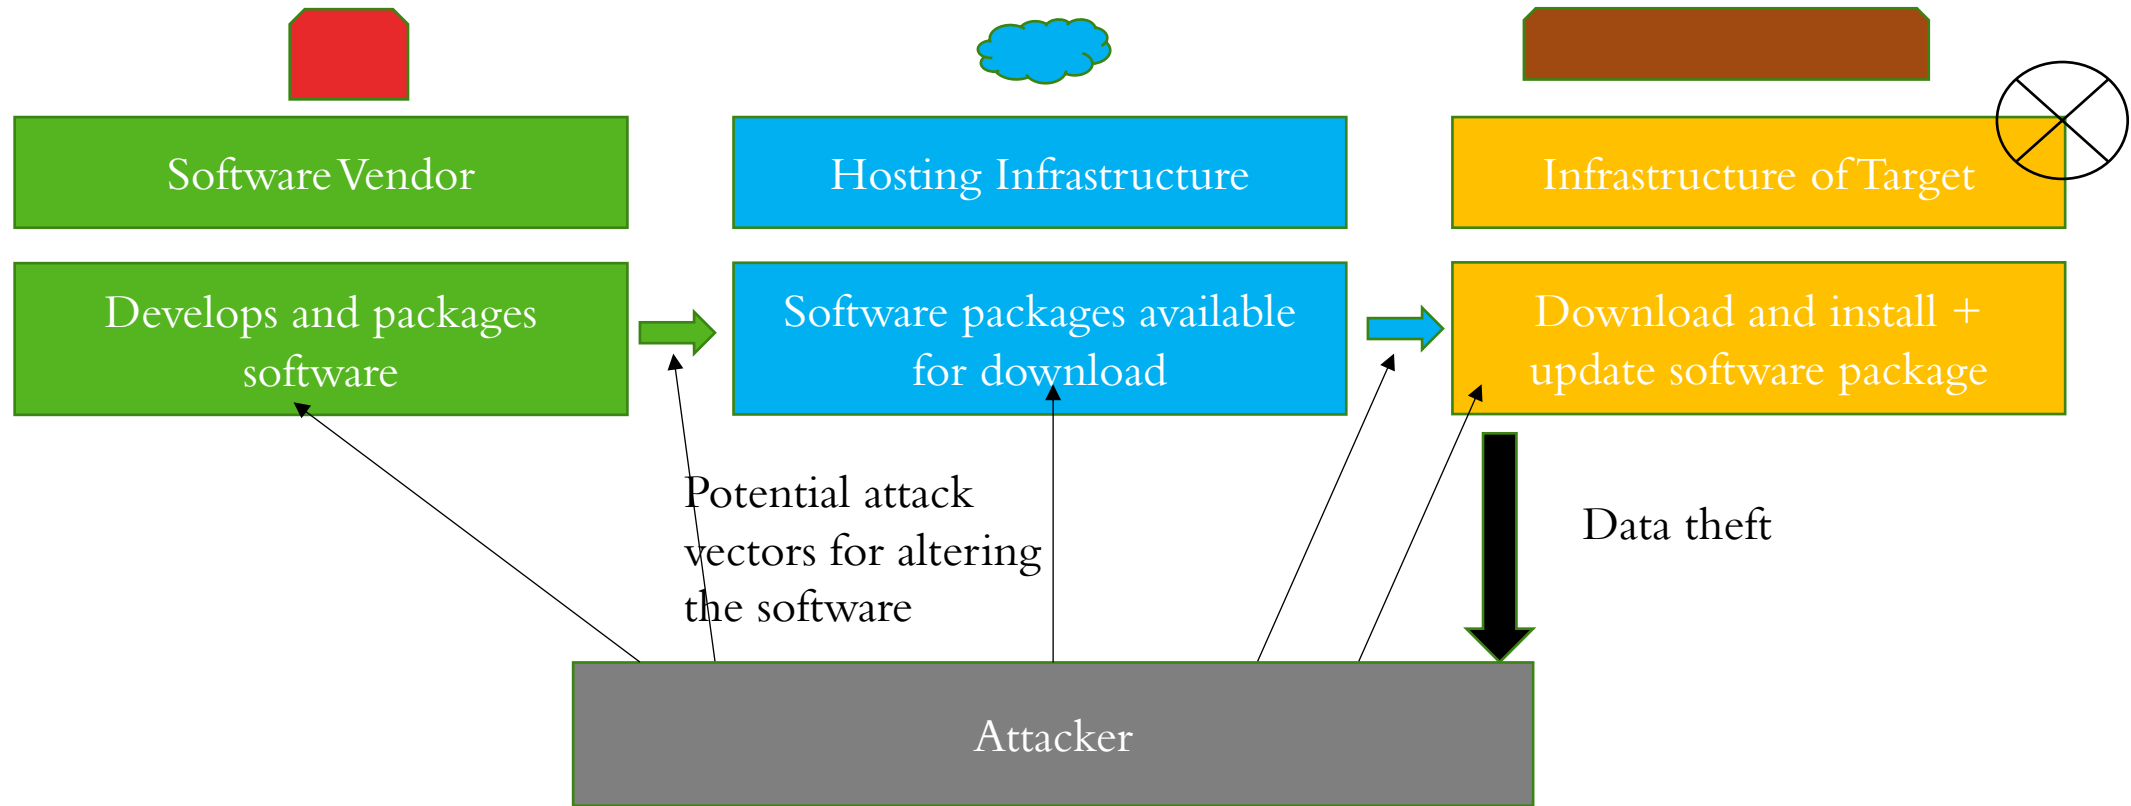 Software Vendor
Hosting Infrastructure
Infrastructure of Target
Develops and packages
software
Software packages available
for download
Download and install +
update software package
Potential attack
vectors for altering
the software
Data theft
Attacker